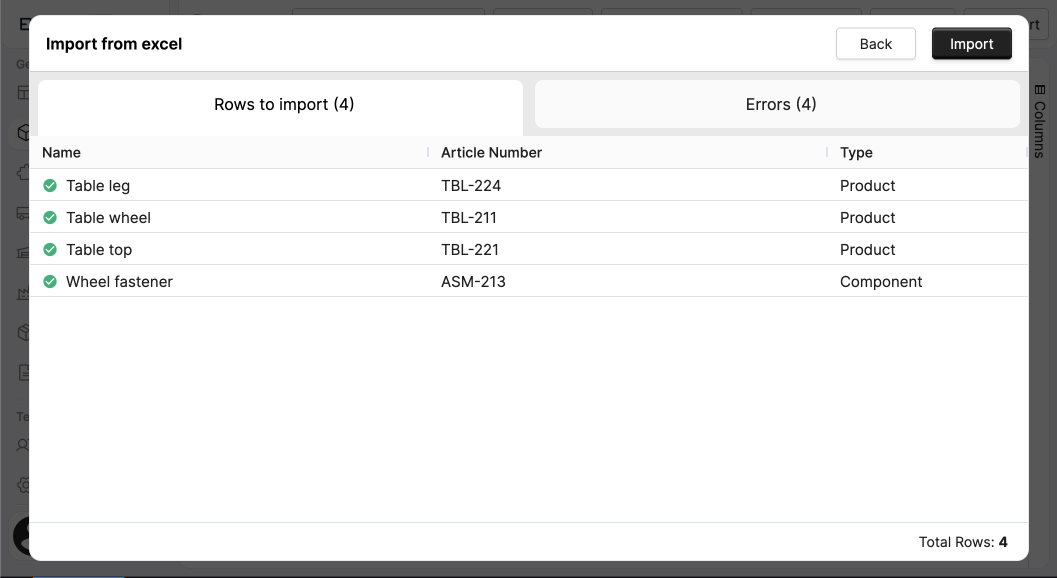 Import from excel
Back
Import
Rows to import (4)
Errors (4)
Name
Article Number
Type
Table leg
TBL-224
Product
Table wheel
TBL-211
Product
Table top
TBL-221
Product
Wheel fastener
ASM-213
Component
Total Rows: 4
Columns